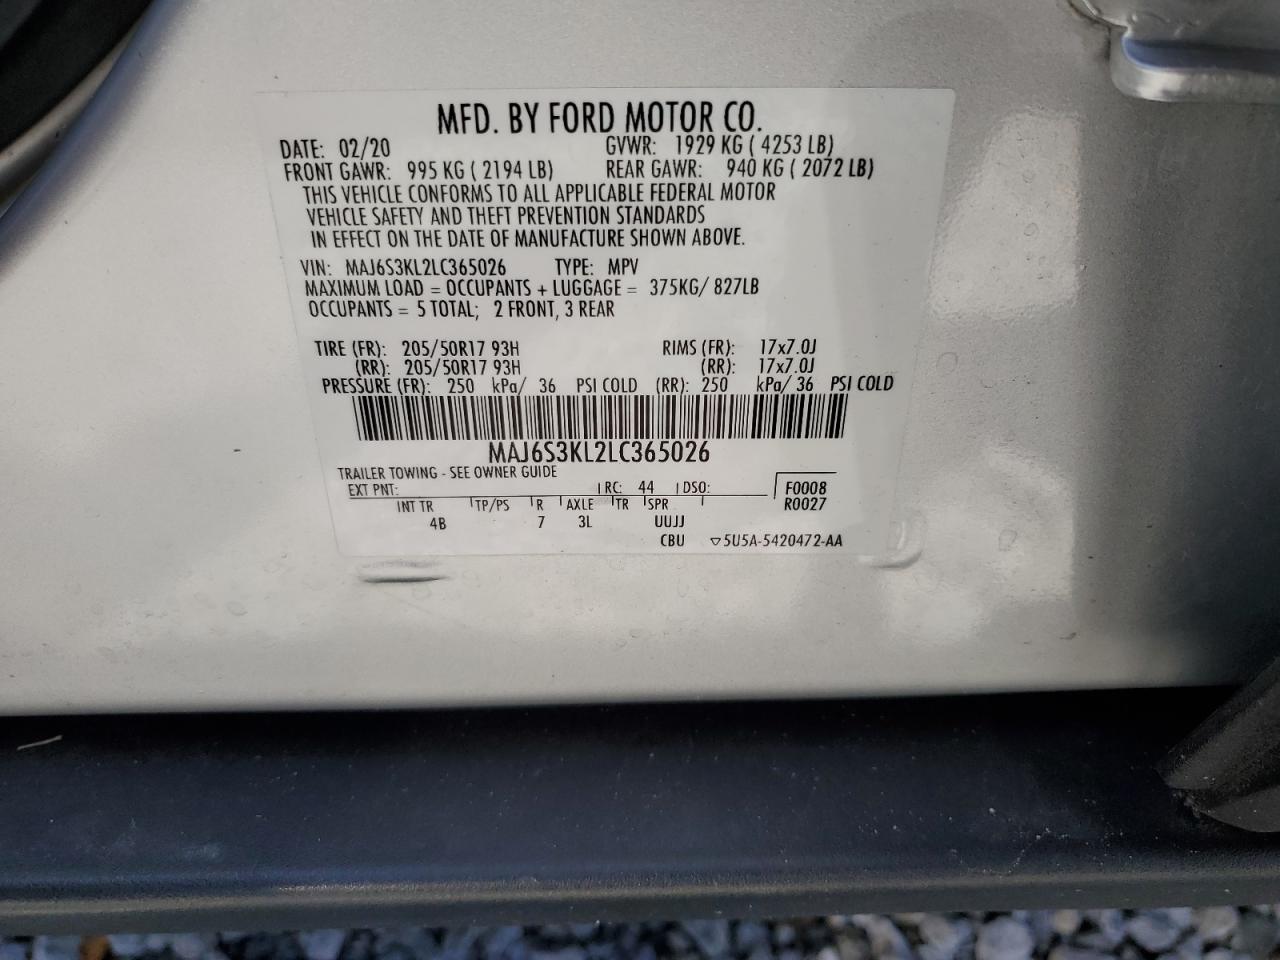 MFD. BY FORD MOTOR CO.
DATE: 02/20 GVWR: 1929 KG ( 4253 LB)
FRONT GAWR: 995 KG ( 2194 LB) REAR GAWR: 940 KG ( 2072 LB)
THIS VEHICLE CONFORMS TO ALL APPLICABLE FEDERAL MOTOR
VEHICLE SAFETY AND THEFT PREVENTION STANDARDS
IN EFFECT ON THE DATE OF MANUFACTURE SHOWN ABOVE.
VIN: MAJ6S3KL2LC365026 TYPE: MPV
MAXIMUM LOAD = OCCUPANTS + LUGGAGE = 375KG/ 827LB
OCCUPANTS = 5 TOTAL; 2 FRONT, 3 REAR
TIRE (FR): 205/50R17 93H RIMS (FR): 17x7.0J
(RR): 205/50R17 93H (RR): 17x7.0J
PRESSURE (FR): 250 kPa/ 36 PSI COLD (RR): 250 kPa/ 36 PSI COLD
MAJ6S3KL2LC365026
TRAILER TOWING - SEE OWNER GUIDE
EXT PNT: RC: 44 DSO: F0008
INT TR TP/PS R AXLE TR SPR R0027
4B 7 3L UUJJ
CBU ▽5U5A-5420472-AA